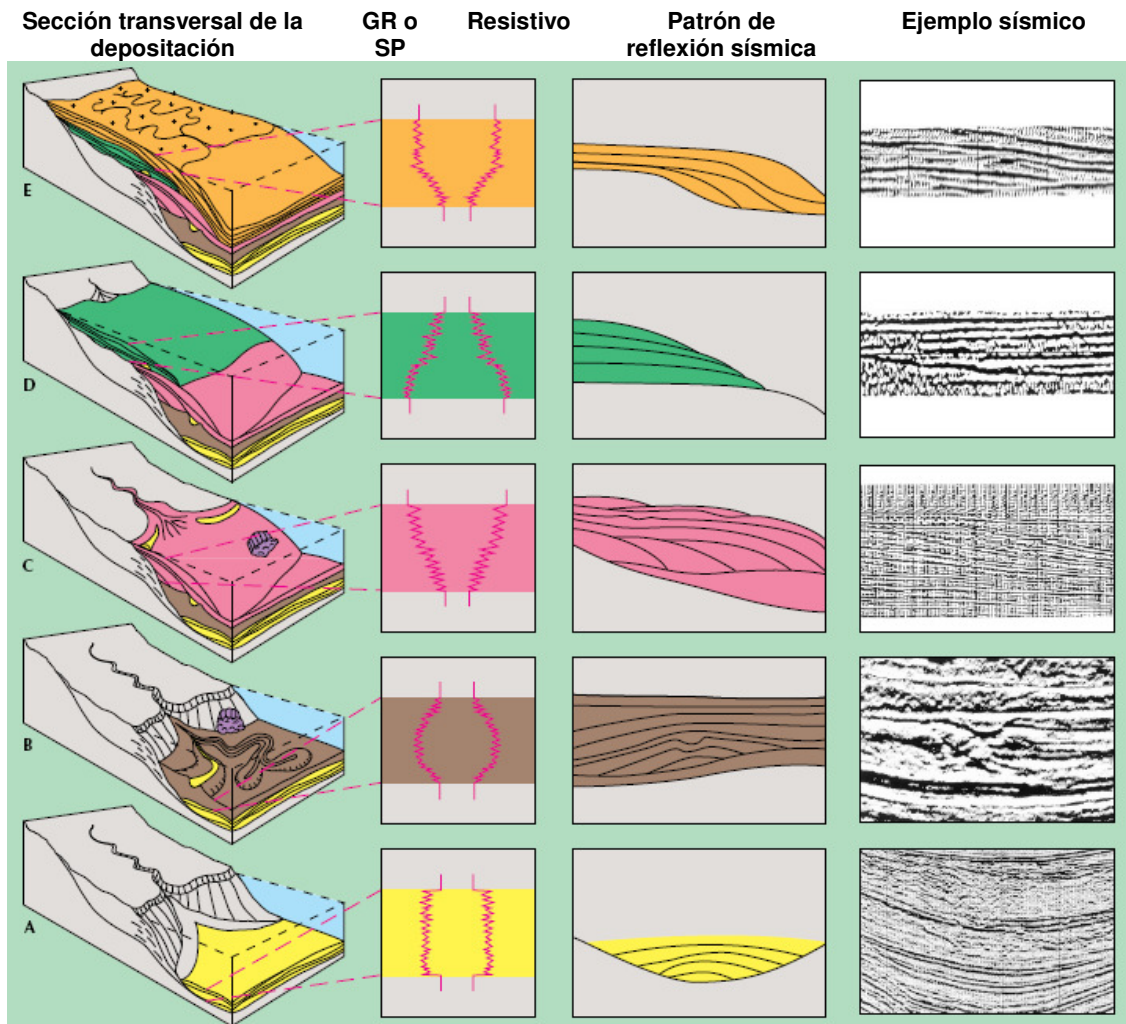 Sección transversal de la depositación
GR o SP
Resistivo
Patrón de reflexión sísmica
Ejemplo sísmico
E
D
C
B
A